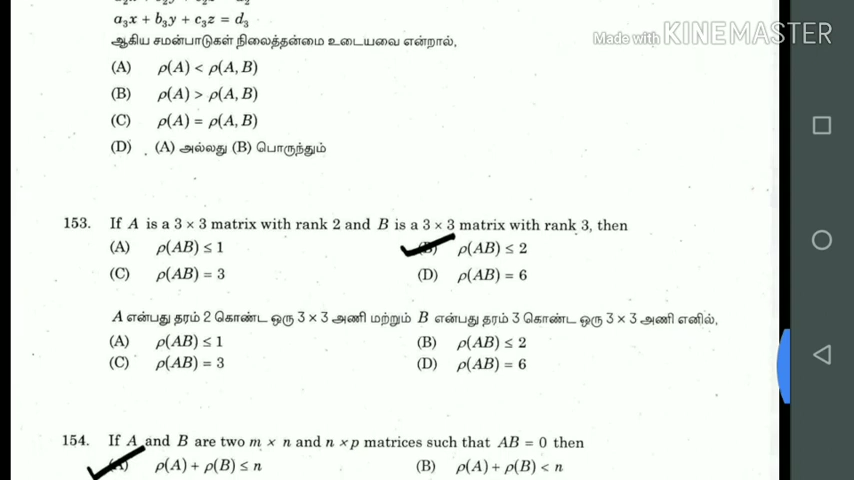 a₃x + b₃y + c₃z = d₃
ஆகிய சமன்பாடுகள் நிலைத்தன்மை உடையவை என்றால்,
Made with KINEMASTER
(A) ρ(A) < ρ(A, B)
(B) ρ(A) > ρ(A, B)
(C) ρ(A) = ρ(A, B)
(D) (A) அல்லது (B) பொருந்தும்
153. If A is a 3 × 3 matrix with rank 2 and B is a 3 × 3 matrix with rank 3, then
(A) ρ(AB) ≤ 1 (B) ρ(AB) ≤ 2
(C) ρ(AB) = 3 (D) ρ(AB) = 6
A என்பது தரம் 2 கொண்ட ஒரு 3 × 3 அணி மற்றும் B என்பது தரம் 3 கொண்ட ஒரு 3 × 3 அணி எனில்,
(A) ρ(AB) ≤ 1 (B) ρ(AB) ≤ 2
(C) ρ(AB) = 3 (D) ρ(AB) = 6
154. If A and B are two m × n and n × p matrices such that AB = 0 then
(A) ρ(A) + ρ(B) ≤ n (B) ρ(A) + ρ(B) < n